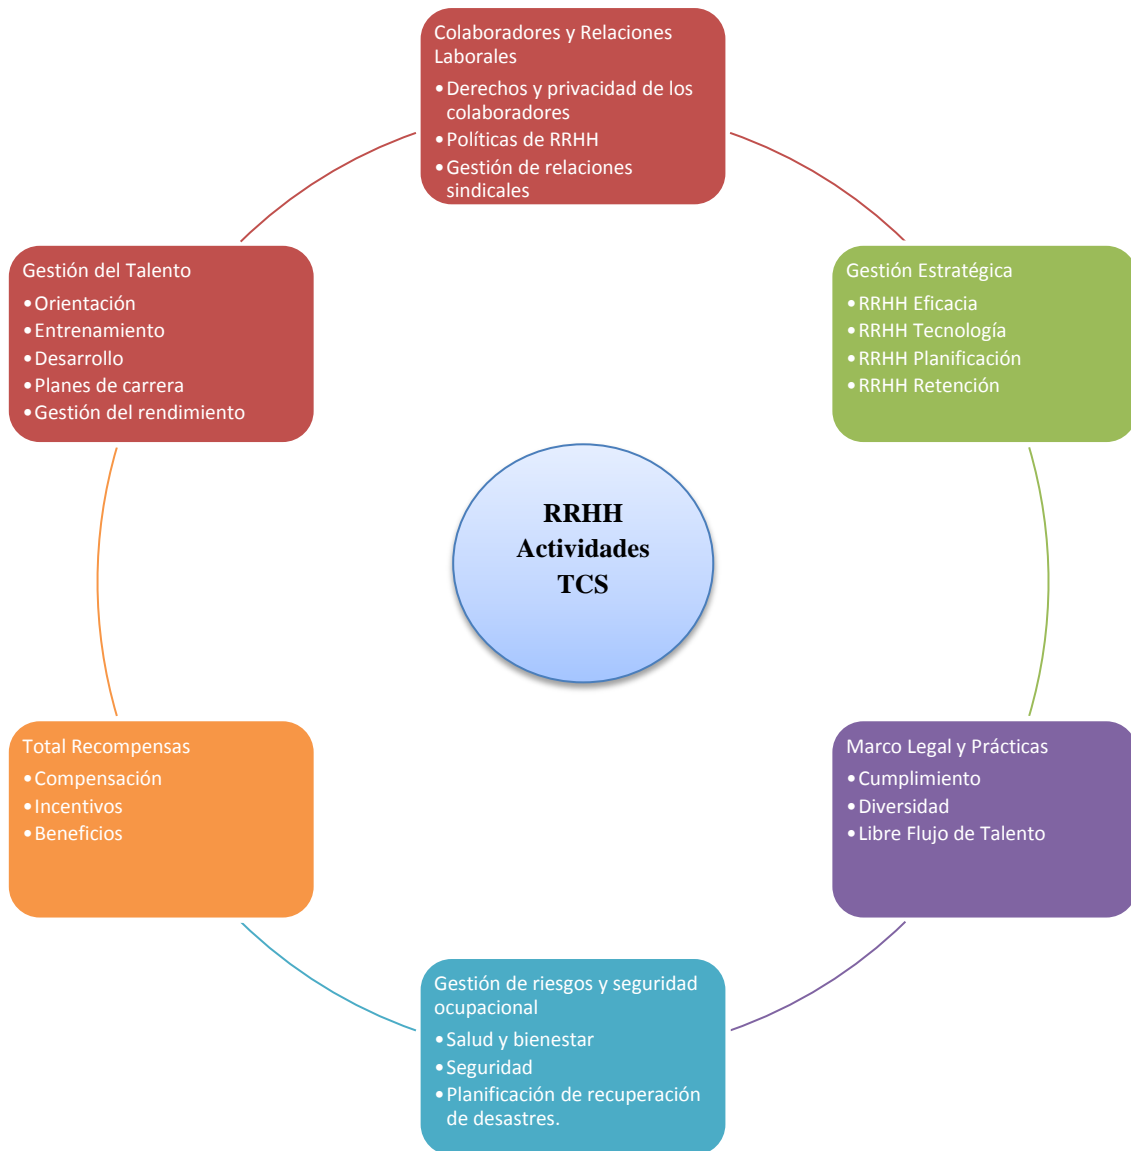 Colaboradores y Relaciones
Laborales
•Derechos y privacidad de los
colaboradores
•Políticas de RRHH
•Gestión de relaciones
sindicales
Gestión del Talento
•Orientación
•Entrenamiento
•Desarrollo
•Planes de carrera
•Gestión del rendimiento
Gestión Estratégica
•RRHH Eficacia
•RRHH Tecnología
•RRHH Planificación
•RRHH Retención
RRHH
Actividades
TCS
Total Recompensas
•Compensación
•Incentivos
•Beneficios
Marco Legal y Prácticas
•Cumplimiento
•Diversidad
•Libre Flujo de Talento
Gestión de riesgos y seguridad
ocupacional
•Salud y bienestar
•Seguridad
•Planificación de recuperación
de desastres.